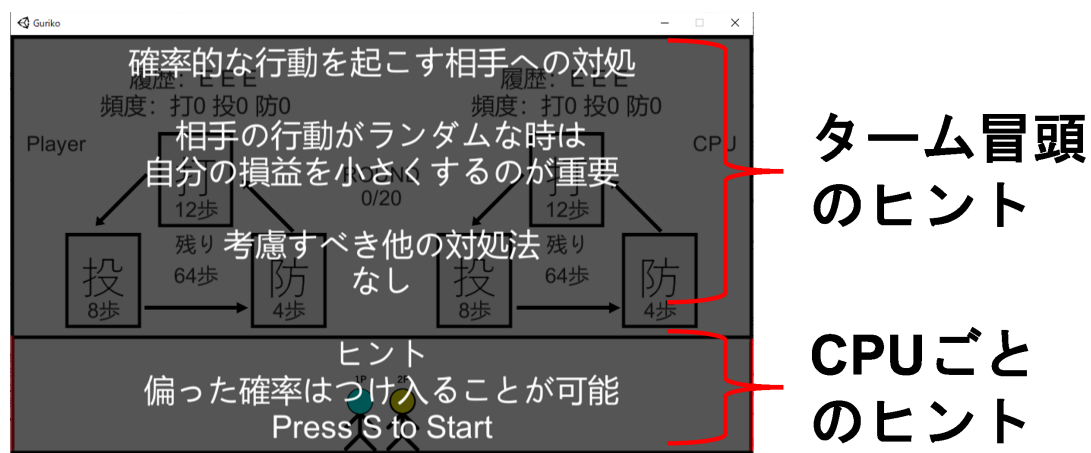 Guriko
確率的な行動を起こす相手への対処
履歴: E E E
履歴: E E E
頻度: 打0 投0 防0
頻度: 打0 投0 防0
Player
CPU
相手の行動がランダムな時は
自分の損益を小さくするのが重要
打
12歩
ROUND
0/20
打
12歩
考慮すべき他の対処法
なし
残り
64歩
残り
64歩
投
8歩
防
4歩
投
8歩
防
4歩
ヒント
偏った確率はつけ入ることが可能
1P
2P
Press S to Start
ターム冒頭
のヒント
CPUごと
のヒント